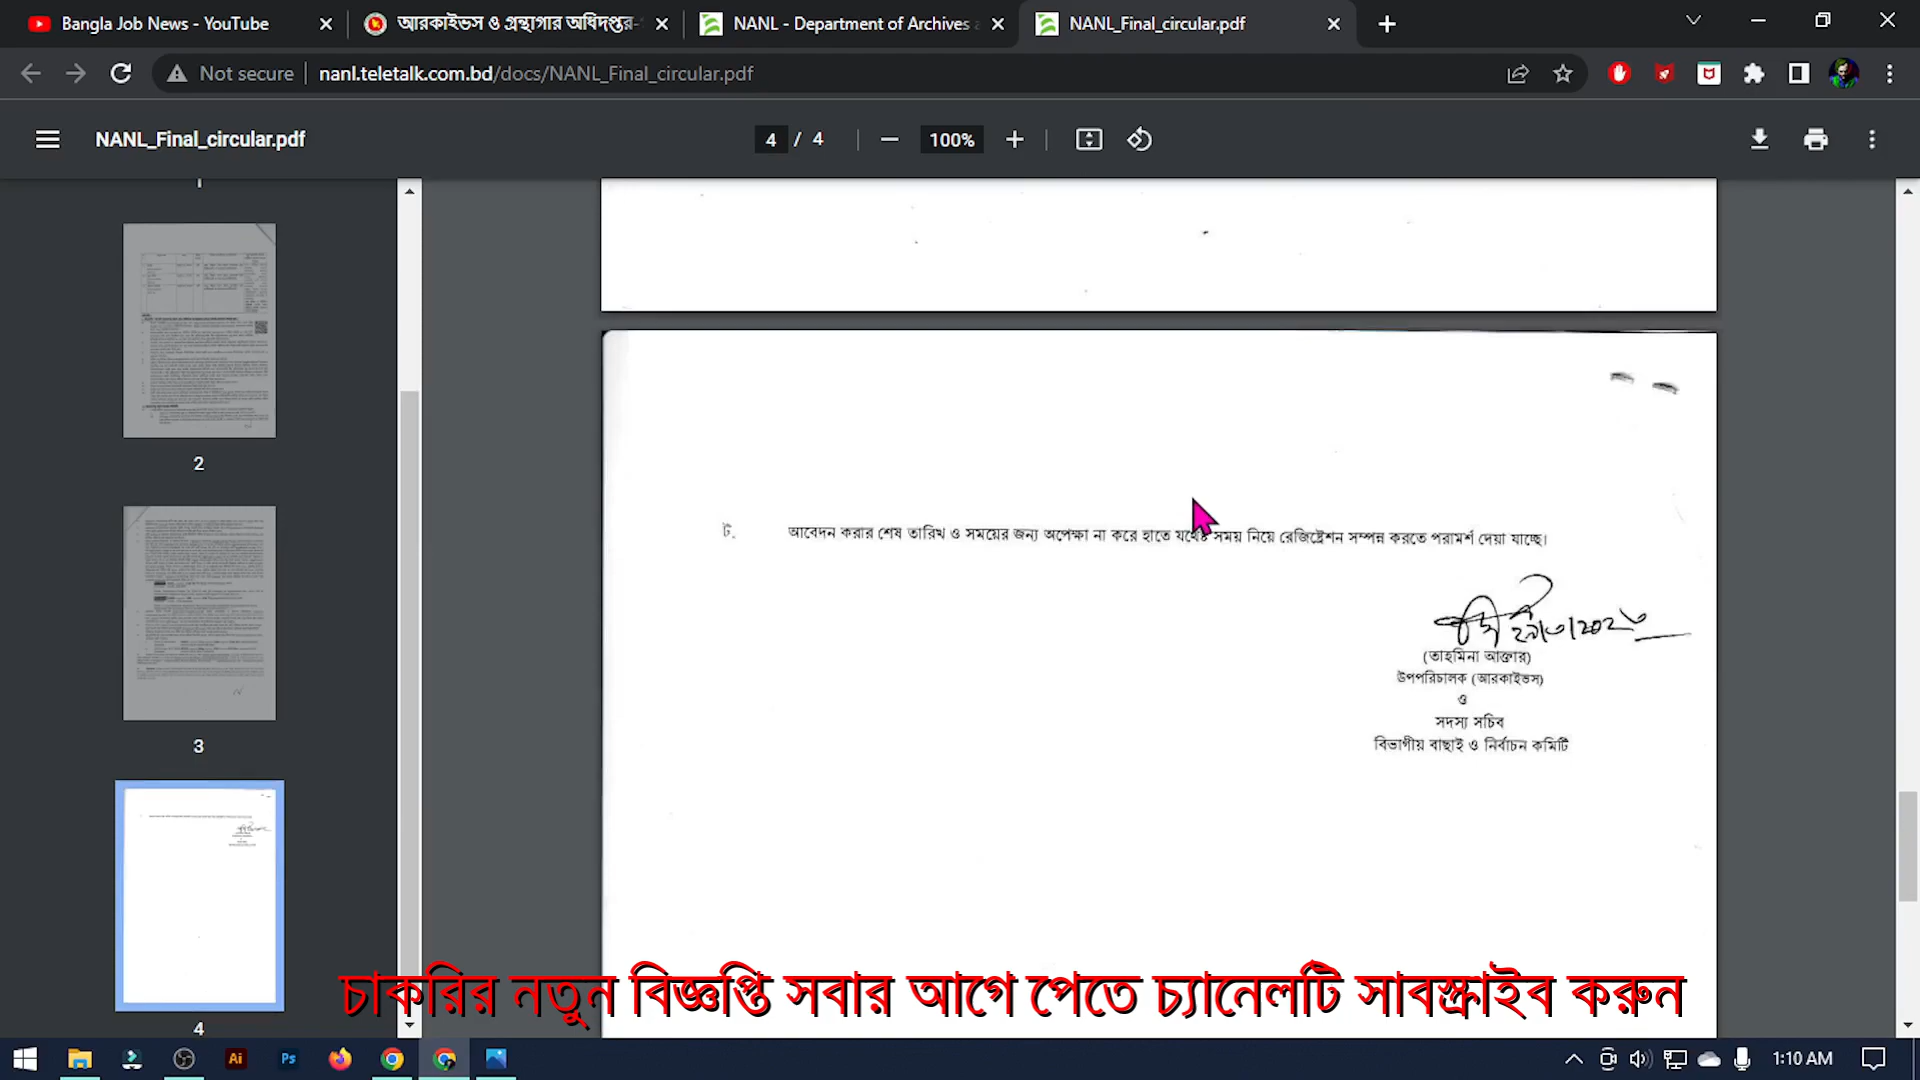 Bangla Job News - YouTube
আরকাইভস ও গ্রন্থাগার অধিদপ্তর-
NANL - Department of Archives a
NANL_Final_circular.pdf
Not secure
nanl.teletalk.com.bd/docs/NANL_Final_circular.pdf
NANL_Final_circular.pdf
4 / 4
100%
1
2
3
4
ট. আবেদন করার শেষ তারিখ ও সময়ের জন্য অপেক্ষা না করে হাতে যথেষ্ট সময় নিয়ে রেজিষ্ট্রেশন সম্পন্ন করতে পরামর্শ দেয়া যাচ্ছে।
(তাহমিনা আক্তার)
উপপরিচালক (আরকাইভস)
ও
সদস্য সচিব
বিভাগীয় বাছাই ও নির্বাচন কমিটি
চাকরির নতুন বিজ্ঞপ্তি সবার আগে পেতে চ্যানেলটি সাবস্ক্রাইব করুন
Ai
Ps
1:10 AM